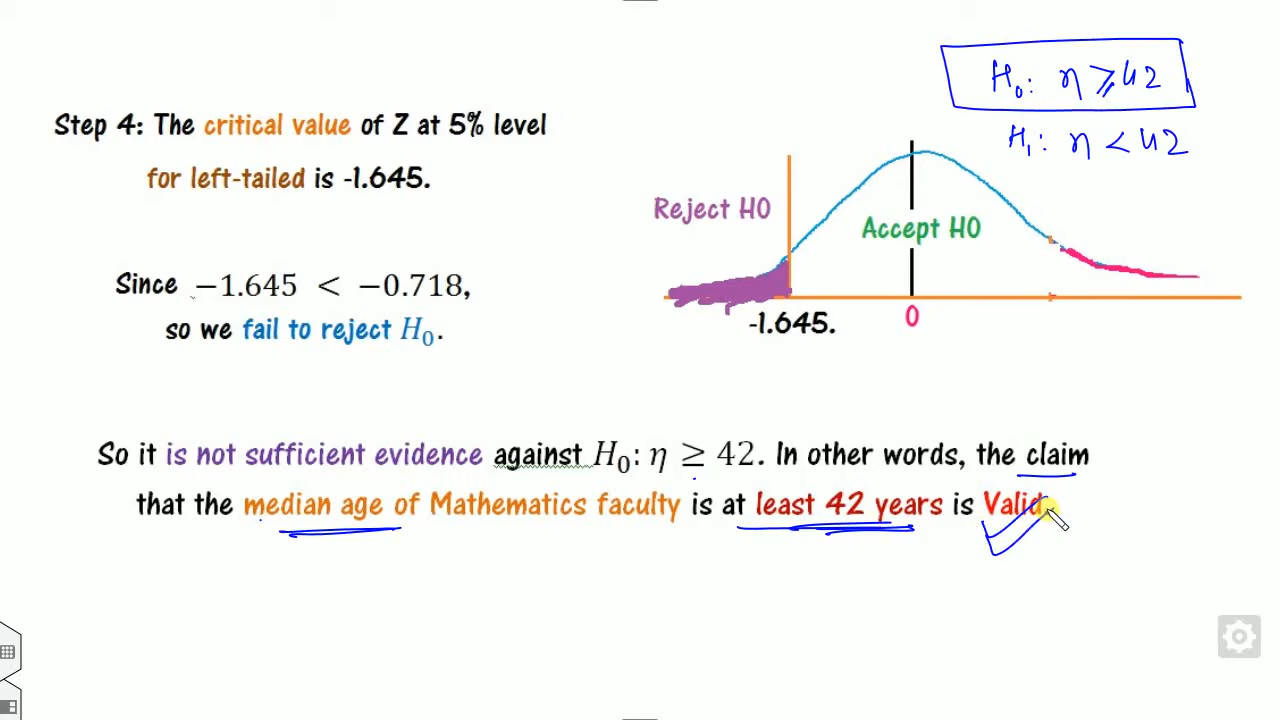 H₀: η ≥ 42
H₁: η < 42
Step 4: The critical value of Z at 5% level
for left-tailed is -1.645.
Reject H0
Accept H0
Since −1.645 < −0.718,
so we fail to reject H₀.
-1.645.
0
So it is not sufficient evidence against H₀: η ≥ 42. In other words, the claim
that the median age of Mathematics faculty is at least 42 years is Valid